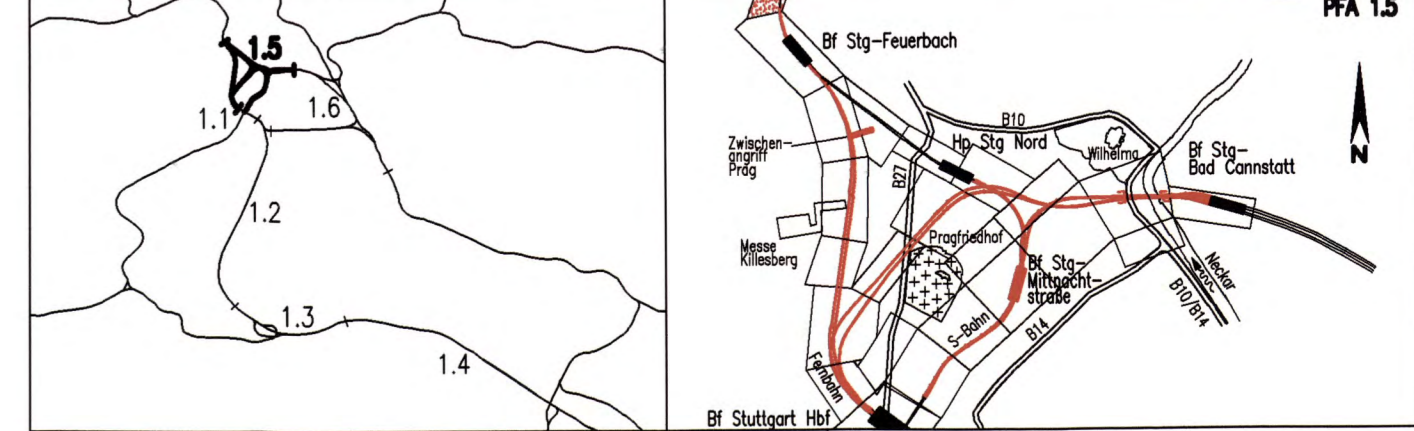 1.5
1.1
1.6
1.2
1.3
1.4
PFA 1.5
Bf Stg-Feuerbach
N
B10
Zwischen-
angriff
Prag
Hp Stg Nord
Wilhelma
Bf Stg-
Bad Cannstatt
B27
Messe
Killesberg
Pragfriedhof
Bf Stg-
Mittnacht-
straße
Neckar
B10/B14
S-Bahn
B14
Fernbahn
Bf Stuttgart Hbf